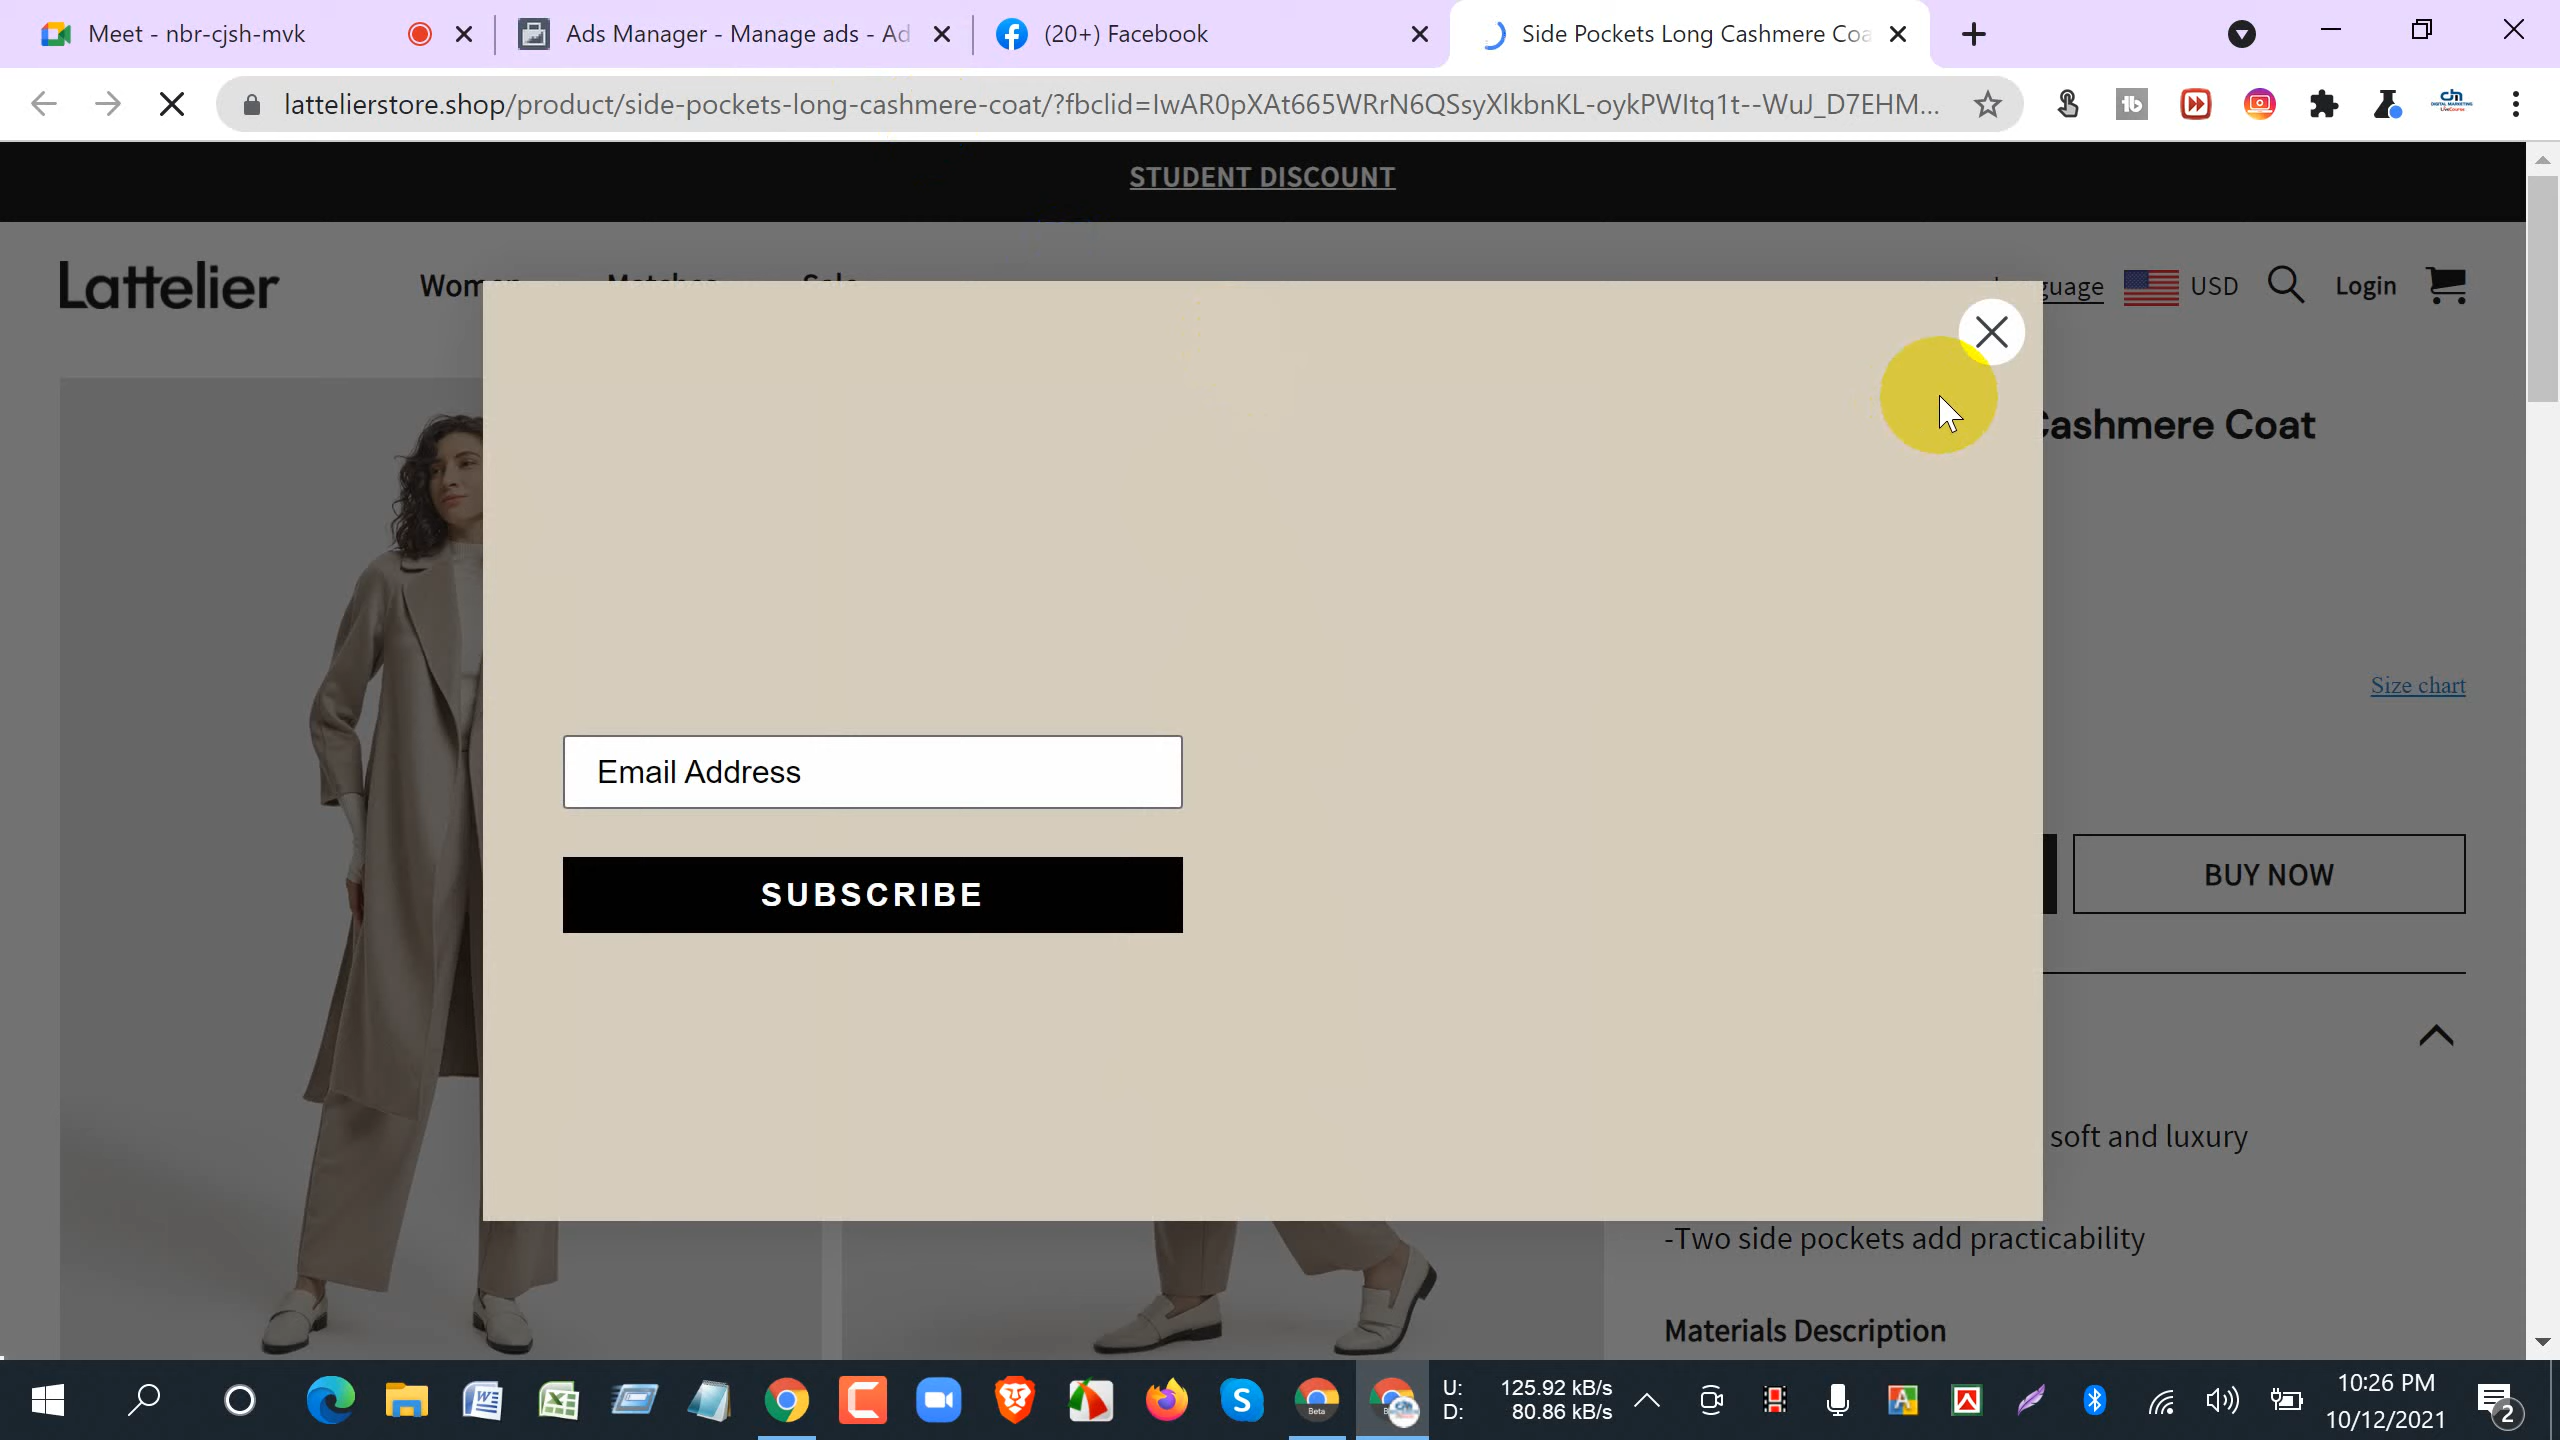 Meet - nbr-cjsh-mvk
Ads Manager - Manage ads - Ad
(20+) Facebook
Side Pockets Long Cashmere Coa
lattelierstore.shop/product/side-pockets-long-cashmere-coat/?fbclid=IwAR0pXAt665WRrN6QSsyXlkbnKL-oykPWItq1t--WuJ_D7EHM...
STUDENT DISCOUNT
Lattelier
USD
Login
Cashmere Coat
Size chart
Email Address
SUBSCRIBE
BUY NOW
soft and luxury
-Two side pockets add practicability
Materials Description
U: 125.92 kB/s
D: 80.86 kB/s
10:26 PM
10/12/2021
2